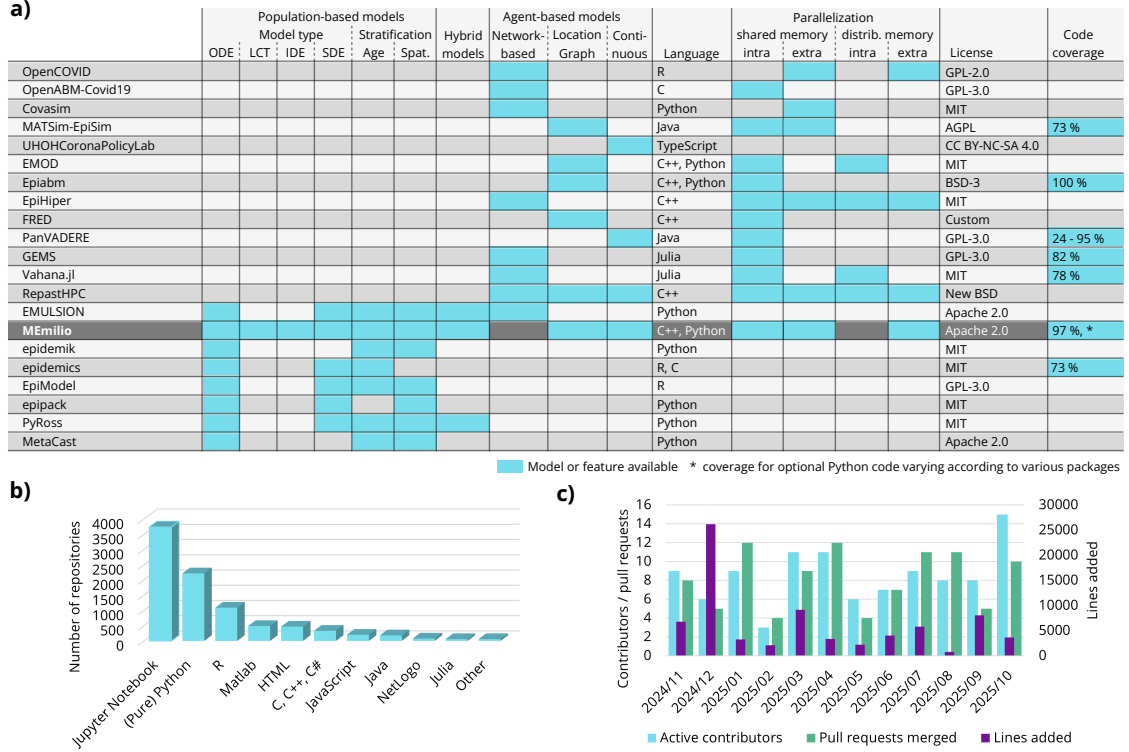 a)
Population-based models Agent-based models Parallelization
Model type Stratification Hybrid Network- Location Conti- shared memory distrib. memory Code
ODE LCT IDE SDE Age Spat. models based Graph nuous Language intra extra intra extra License coverage
OpenCOVID R GPL-2.0
OpenABM-Covid19 C GPL-3.0
Covasim Python MIT
MATSim-EpiSim Java AGPL 73 %
UHOHCoronaPolicyLab TypeScript CC BY-NC-SA 4.0
EMOD C++, Python MIT
Epiabm C++, Python BSD-3 100 %
EpiHiper C++ MIT
FRED C++ Custom
PanVADERE Java GPL-3.0 24 - 95 %
GEMS Julia GPL-3.0 82 %
Vahana.jl Julia MIT 78 %
RepastHPC C++ New BSD
EMULSION Python Apache 2.0
MEmilio C++, Python Apache 2.0 97 %, *
epidemik Python MIT
epidemics R, C MIT 73 %
EpiModel R GPL-3.0
epipack Python MIT
PyRoss Python MIT
MetaCast Python Apache 2.0
Model or feature available * coverage for optional Python code varying according to various packages
b)
Number of repositories
4000
3500
3000
2500
2000
1500
1000
500
0
Jupyter Notebook
(Pure) Python
R
Matlab
HTML
C, C++, C#
JavaScript
Java
NetLogo
Julia
Other
c)
Contributors / pull requests
16
14
12
10
8
6
4
2
0
30000
25000
20000
15000
10000
5000
0
Lines added
2024/11
2024/12
2025/01
2025/02
2025/03
2025/04
2025/05
2025/06
2025/07
2025/08
2025/09
2025/10
Active contributors Pull requests merged Lines added